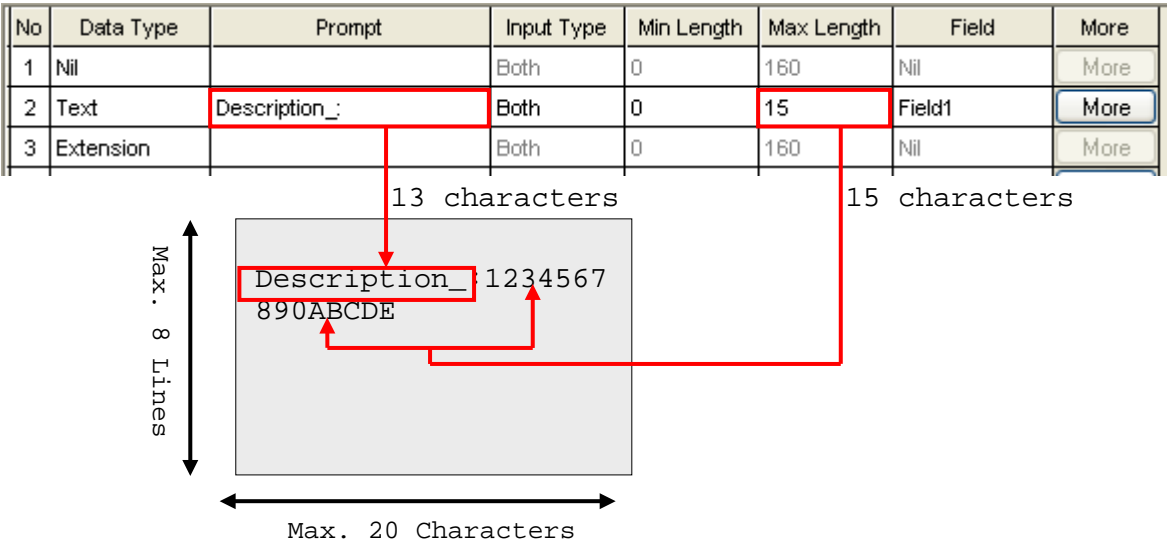 No Data Type Prompt Input Type Min Length Max Length Field More
1 Nil Both 0 160 Nil More
2 Text Description_: Both 0 15 Field1 More
3 Extension Both 0 160 Nil More
13 characters 15 characters
Max. 8 Lines
Description_:1234567
890ABCDE
Max. 20 Characters